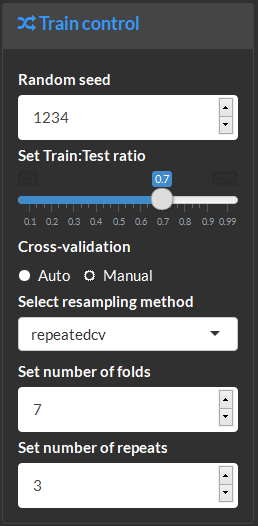 Train control
Random seed
1234
Set Train:Test ratio
0.7
0.1 0.2 0.3 0.4 0.5 0.6 0.7 0.8 0.9 0.99
Cross-validation
Auto Manual
Select resampling method
repeatedcv
Set number of folds
7
Set number of repeats
3